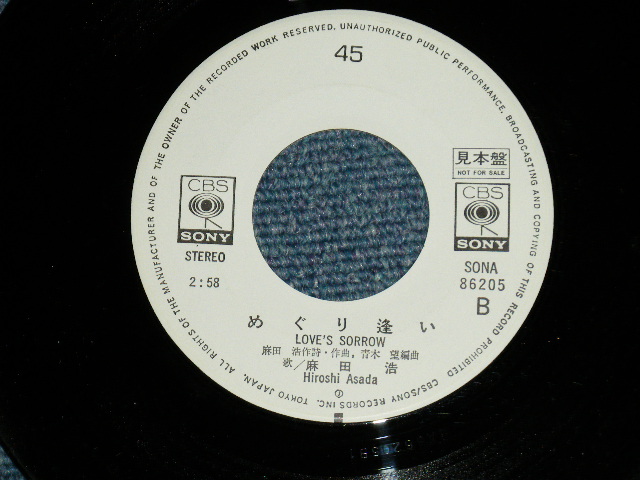 45
ALL RIGHTS OF THE MANUFACTURER AND OF THE OWNER OF THE RECORDED WORK RESERVED. UNAUTHORIZED PUBLIC PERFORMANCE, BROADCASTING AND COPYING OF THIS RECORD PROHIBITED
CBS/SONY RECORDS INC. TOKYO JAPAN.
見本盤
NOT FOR SALE
CBS
SONY
CBS
SONY
STEREO
2:58
SONA
86205
B
めぐり逢い
LOVE'S SORROW
麻田 浩作詩・作曲, 青木 望編曲
歌/麻田 浩
Hiroshi Asada